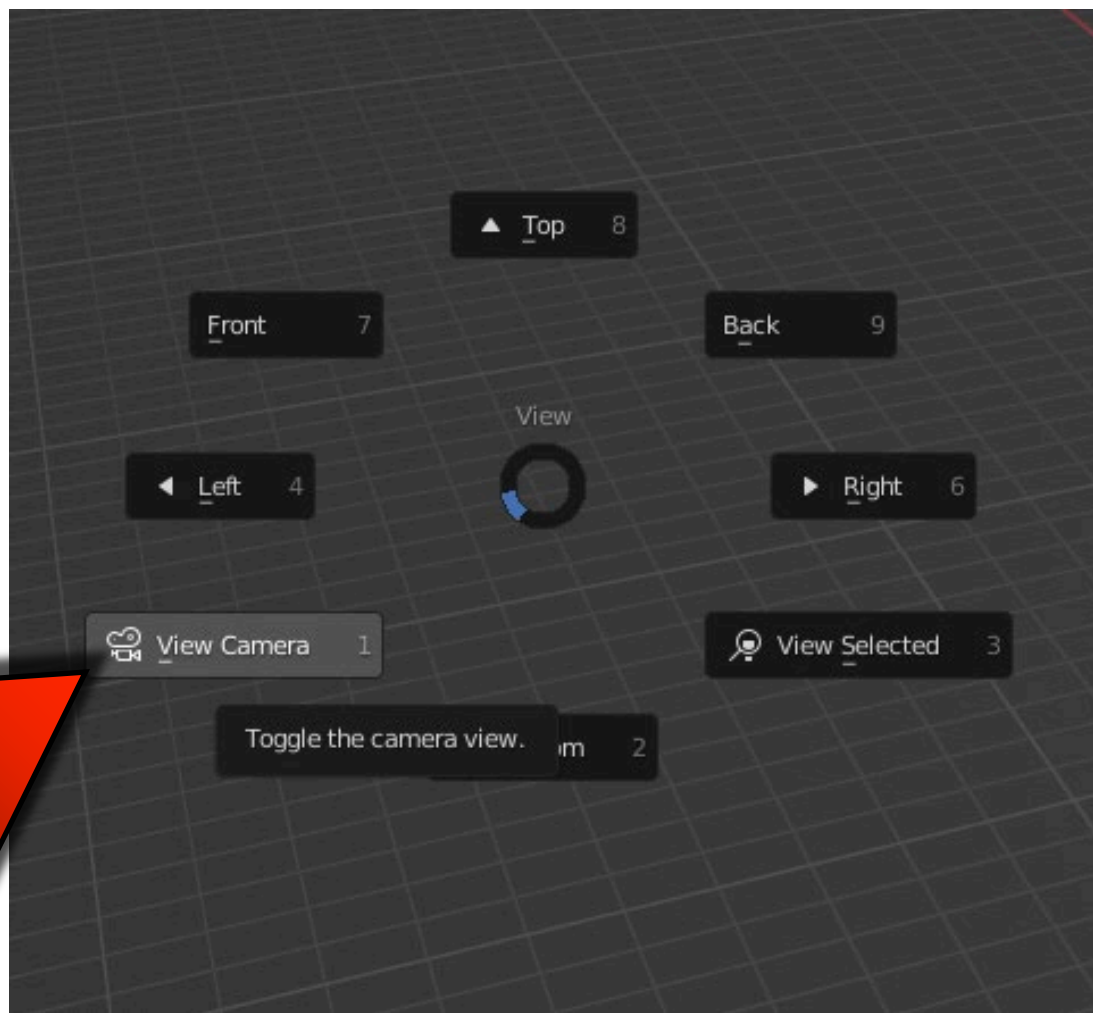 Top 8
Front 7
Back 9
View
Left 4
Right 6
View Camera 1
View Selected 3
Toggle the camera view.
om 2